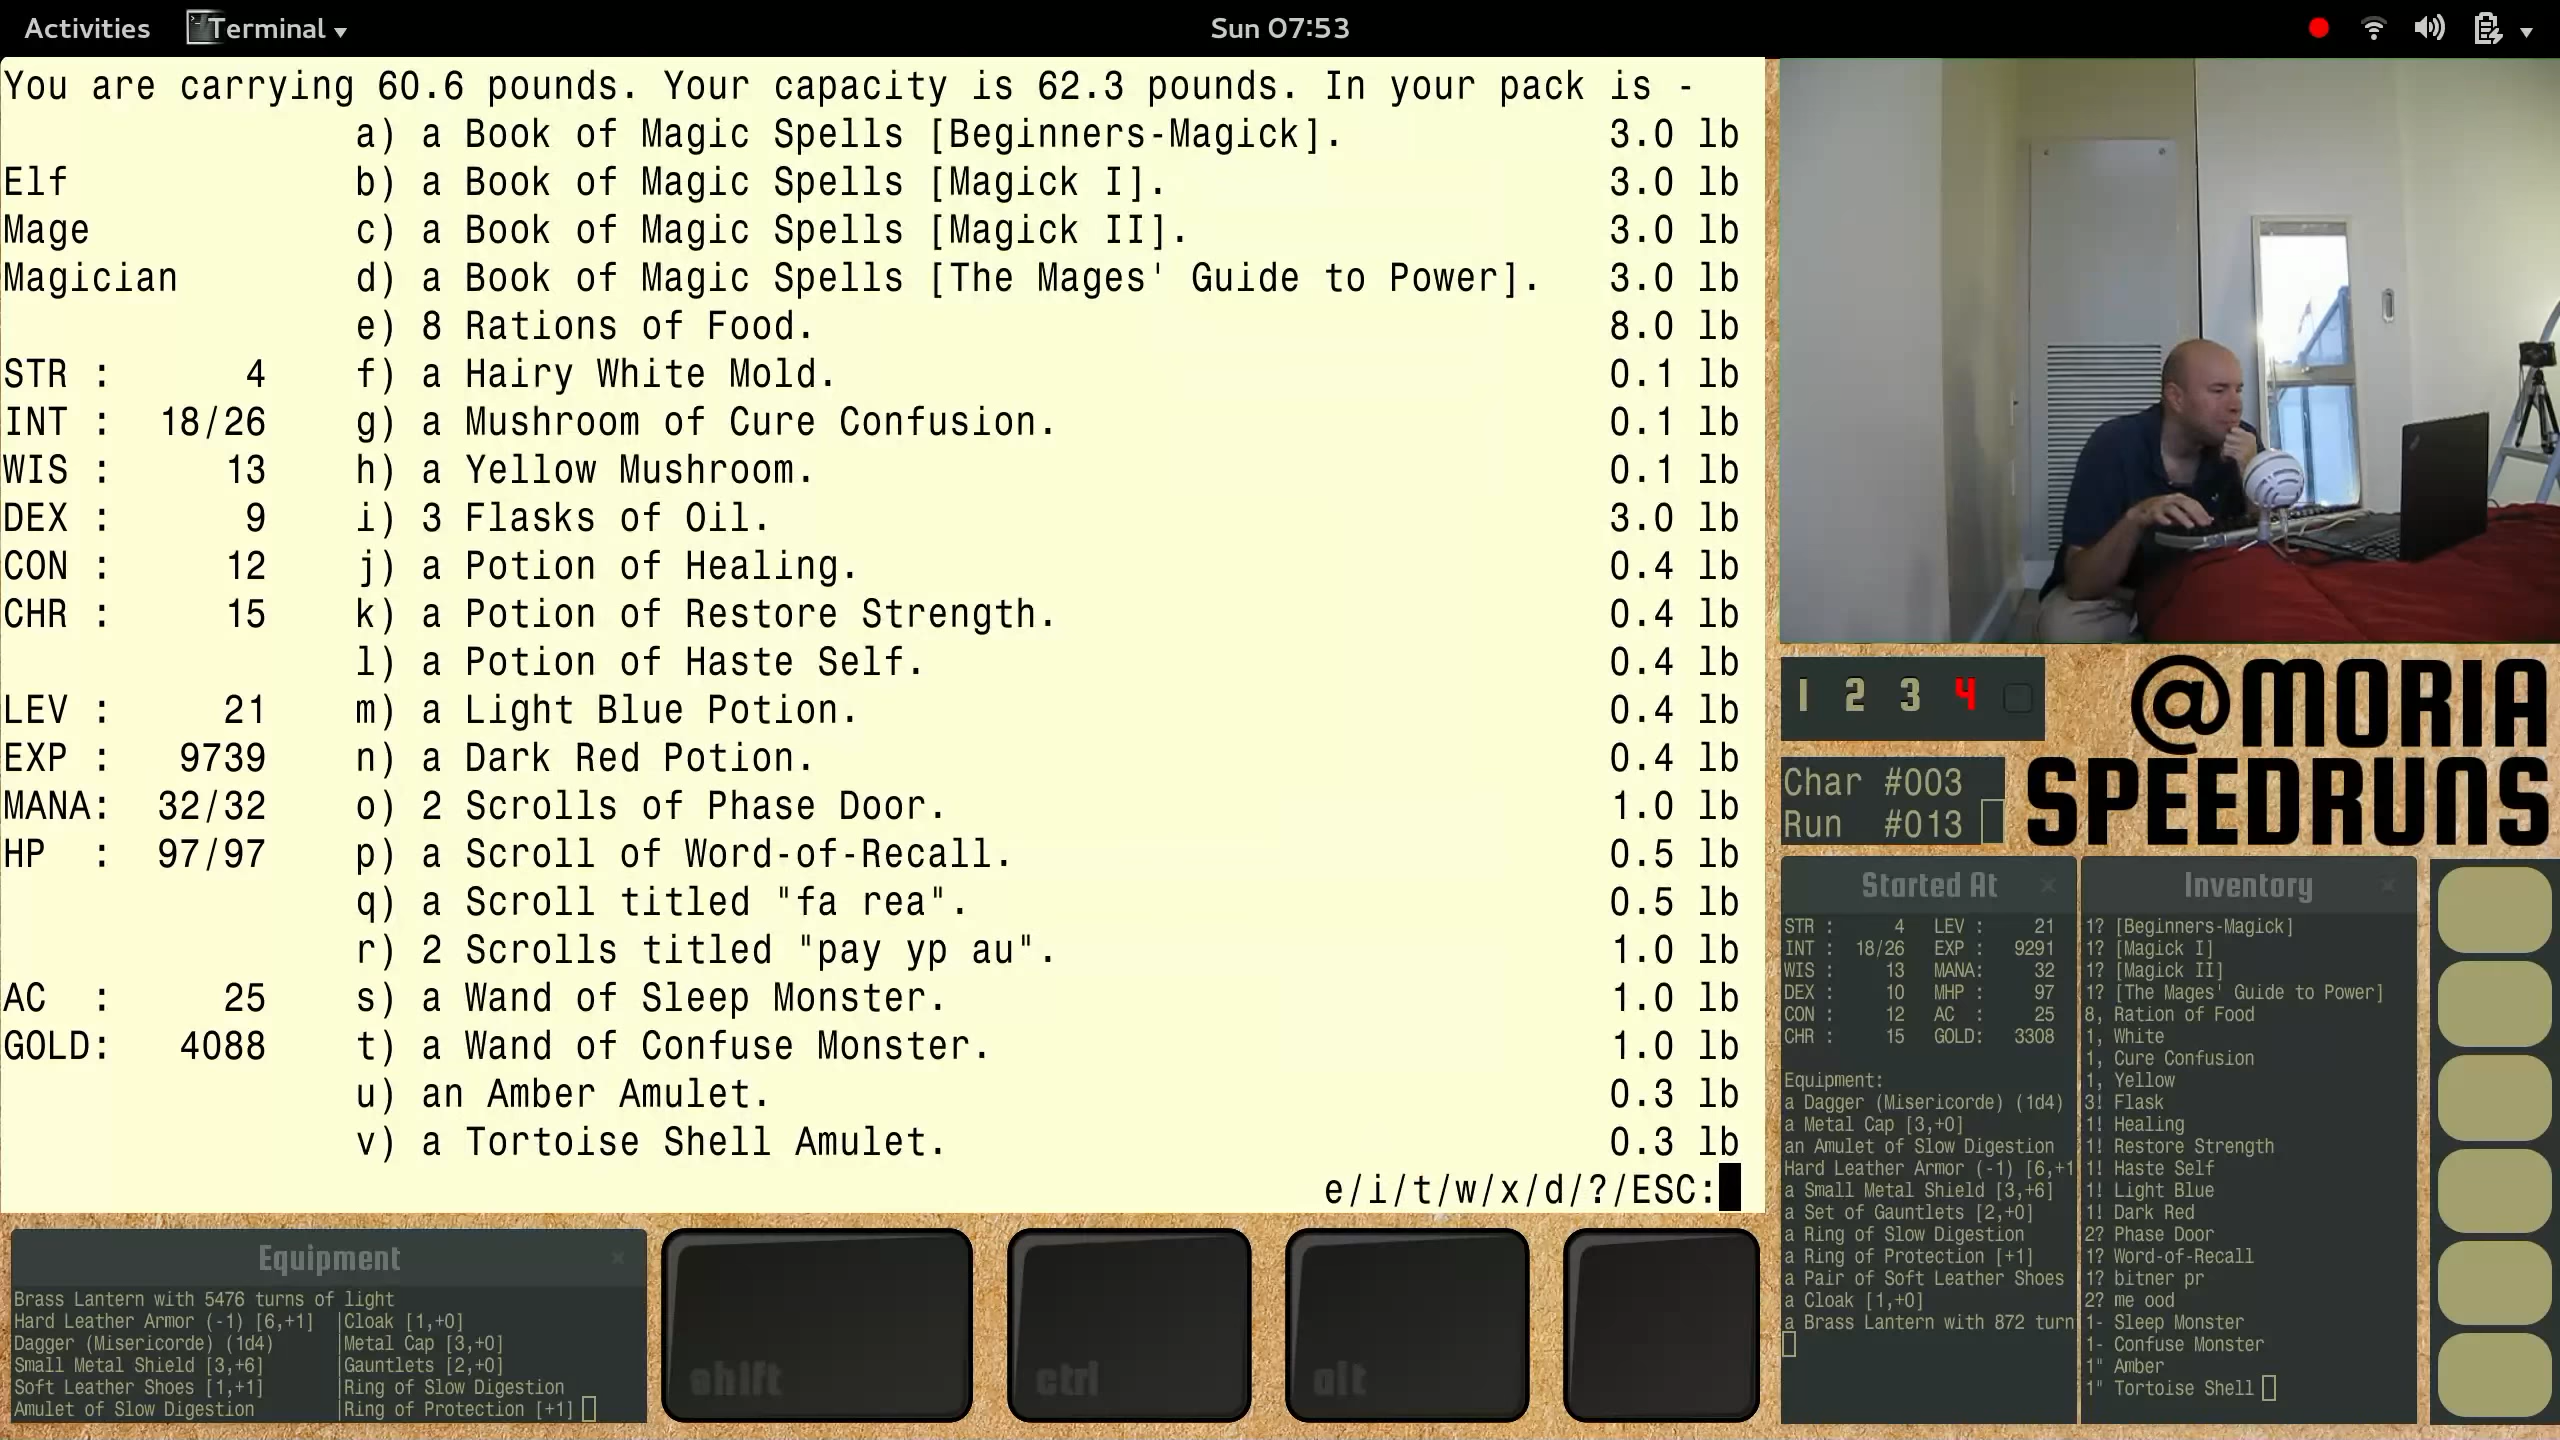 Activities Terminal Sun 07:53
You are carrying 60.6 pounds. Your capacity is 62.3 pounds. In your pack is -
a) a Book of Magic Spells [Beginners-Magick]. 3.0 lb
Elf b) a Book of Magic Spells [Magick I]. 3.0 lb
Mage c) a Book of Magic Spells [Magick II]. 3.0 lb
Magician d) a Book of Magic Spells [The Mages' Guide to Power]. 3.0 lb
e) 8 Rations of Food. 8.0 lb
STR : 4 f) a Hairy White Mold. 0.1 lb
INT : 18/26 g) a Mushroom of Cure Confusion. 0.1 lb
WIS : 13 h) a Yellow Mushroom. 0.1 lb
DEX : 9 i) 3 Flasks of Oil. 3.0 lb
CON : 12 j) a Potion of Healing. 0.4 lb
CHR : 15 k) a Potion of Restore Strength. 0.4 lb
l) a Potion of Haste Self. 0.4 lb
LEV : 21 m) a Light Blue Potion. 0.4 lb
EXP : 9739 n) a Dark Red Potion. 0.4 lb
MANA: 32/32 o) 2 Scrolls of Phase Door. 1.0 lb
HP : 97/97 p) a Scroll of Word-of-Recall. 0.5 lb
q) a Scroll titled "fa rea". 0.5 lb
r) 2 Scrolls titled "pay yp au". 1.0 lb
AC : 25 s) a Wand of Sleep Monster. 1.0 lb
GOLD: 4088 t) a Wand of Confuse Monster. 1.0 lb
u) an Amber Amulet. 0.3 lb
v) a Tortoise Shell Amulet. 0.3 lb
e/i/t/w/x/d/?/ESC:
1 2 3 4
@MORIA
SPEEDRUNS
Char #003
Run #013
Started At
STR : 4 LEV : 21
INT : 18/26 EXP : 9291
WIS : 13 MANA: 32
DEX : 10 MHP : 97
CON : 12 AC : 25
CHR : 15 GOLD: 3308
Equipment:
a Dagger (Misericorde) (1d4)
a Metal Cap [3,+0]
an Amulet of Slow Digestion
Hard Leather Armor (-1) [6,+1
a Small Metal Shield [3,+6]
a Set of Gauntlets [2,+0]
a Ring of Slow Digestion
a Ring of Protection [+1]
a Pair of Soft Leather Shoes
a Cloak [1,+0]
a Brass Lantern with 872 turn
Inventory
1? [Beginners-Magick]
1? [Magick I]
1? [Magick II]
1? [The Mages' Guide to Power]
8, Ration of Food
1, White
1, Cure Confusion
1, Yellow
3! Flask
1! Healing
1! Restore Strength
1! Haste Self
1! Light Blue
1! Dark Red
2? Phase Door
1? Word-of-Recall
1? bitner pr
2? me ood
1- Sleep Monster
1- Confuse Monster
1" Amber
1" Tortoise Shell
Equipment
Brass Lantern with 5476 turns of light
Hard Leather Armor (-1) [6,+1] |Cloak [1,+0]
Dagger (Misericorde) (1d4) |Metal Cap [3,+0]
Small Metal Shield [3,+6] |Gauntlets [2,+0]
Soft Leather Shoes [1,+1] |Ring of Slow Digestion
Amulet of Slow Digestion |Ring of Protection [+1]
shift ctrl alt